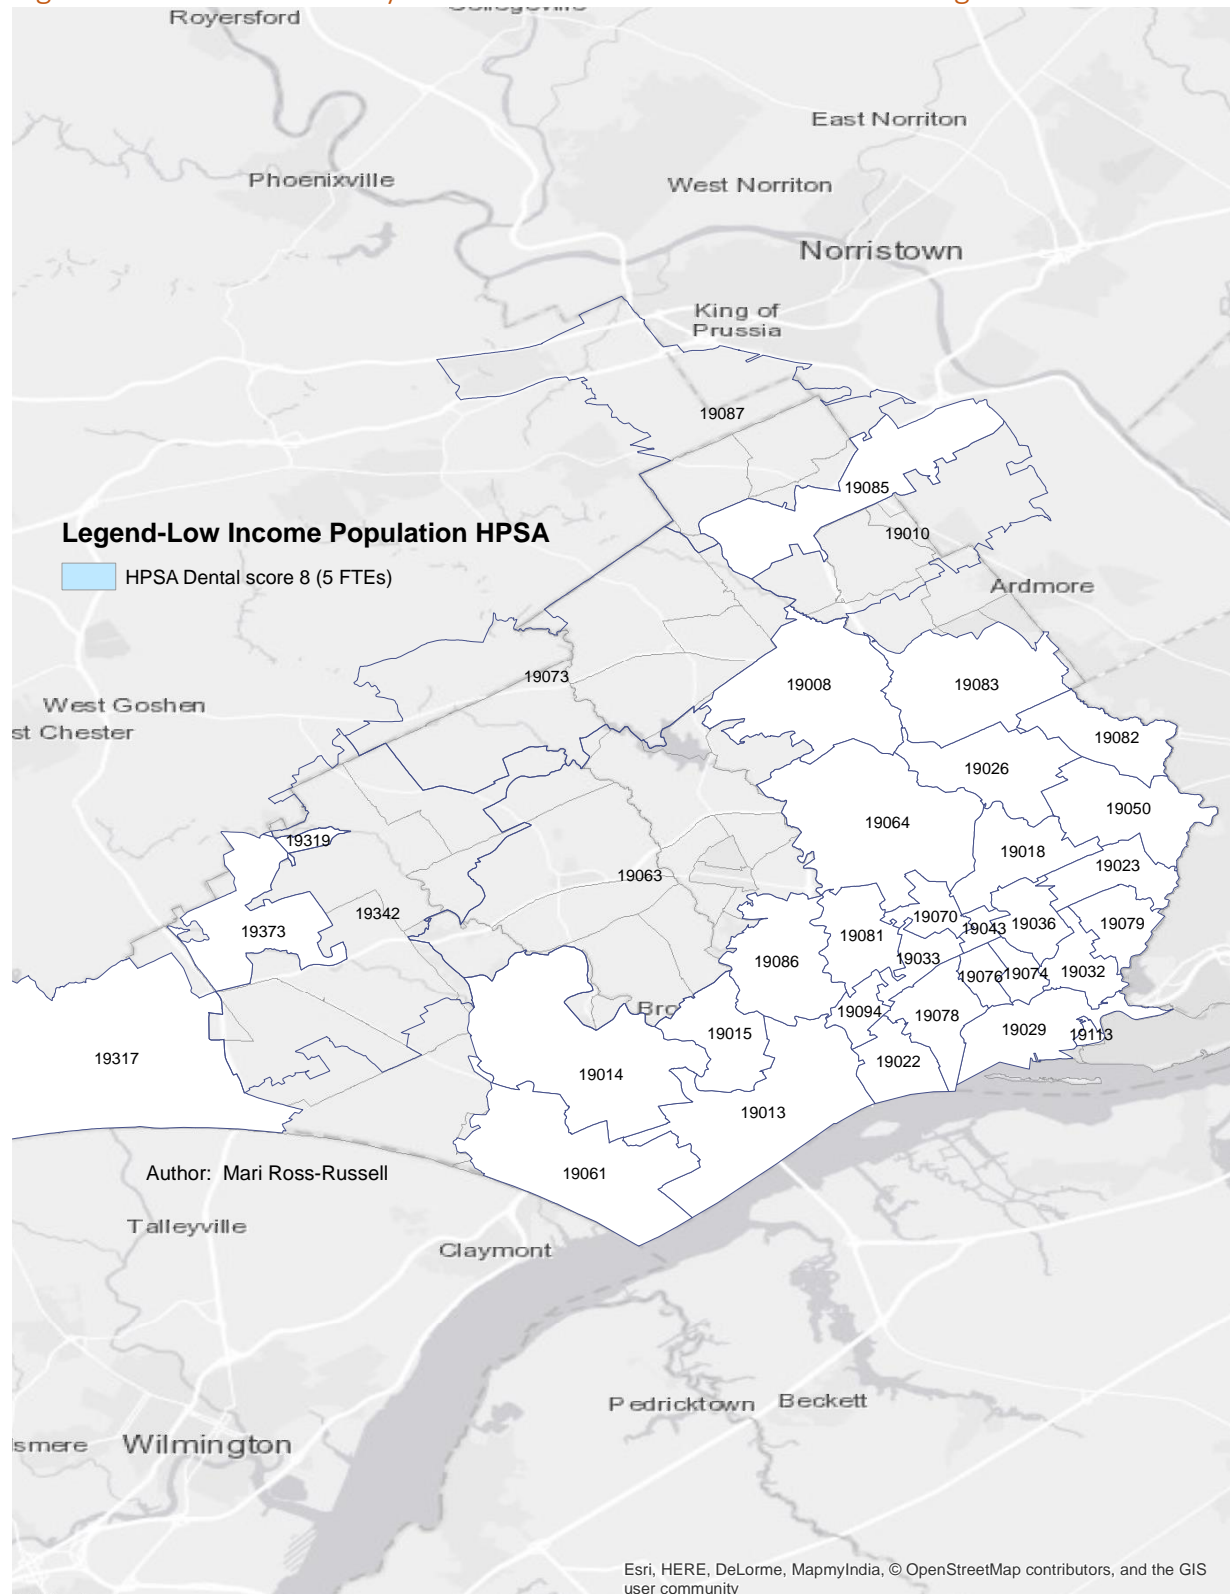 Royersford
East Norriton
Phoenixville
West Norriton
Norristown
King of
Prussia
19087
19085
Legend-Low Income Population HPSA
19010
HPSA Dental score 8 (5 FTEs)
Ardmore
19073
19008
19083
West Goshen
st Chester
19082
19026
19050
19064
19319
19018
19023
19063
19342
19070
19036
19079
19373
19081
19043
19033
19086
19032
19076
19074
19094
19078
Bro
19015
19029
19113
19317
19022
19014
19013
Author: Mari Ross-Russell
19061
Talleyville
Claymont
Pedricktown
Beckett
lsmere
Wilmington
Esri, HERE, DeLorme, MapmyIndia, © OpenStreetMap contributors, and the GIS
user community